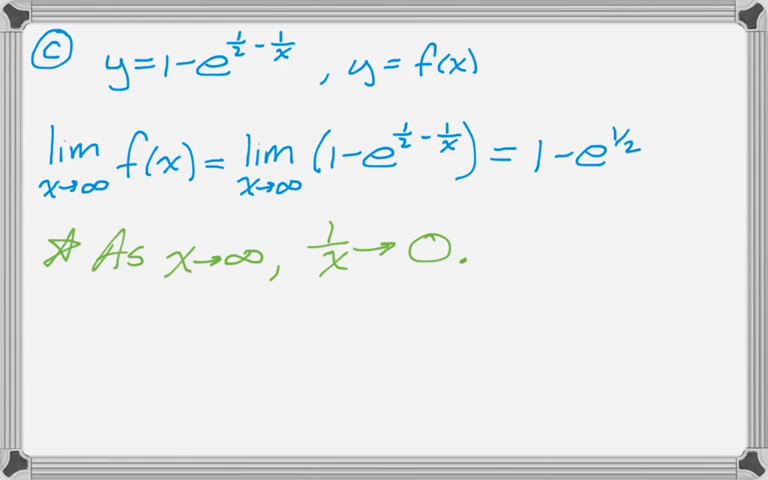 ⓒ y = 1 - e^{1/2 - 1/x} , y = f(x)
lim_{x→∞} f(x) = lim_{x→∞} (1 - e^{1/2 - 1/x}) = 1 - e^{1/2}
☆ As x→∞, 1/x → 0.